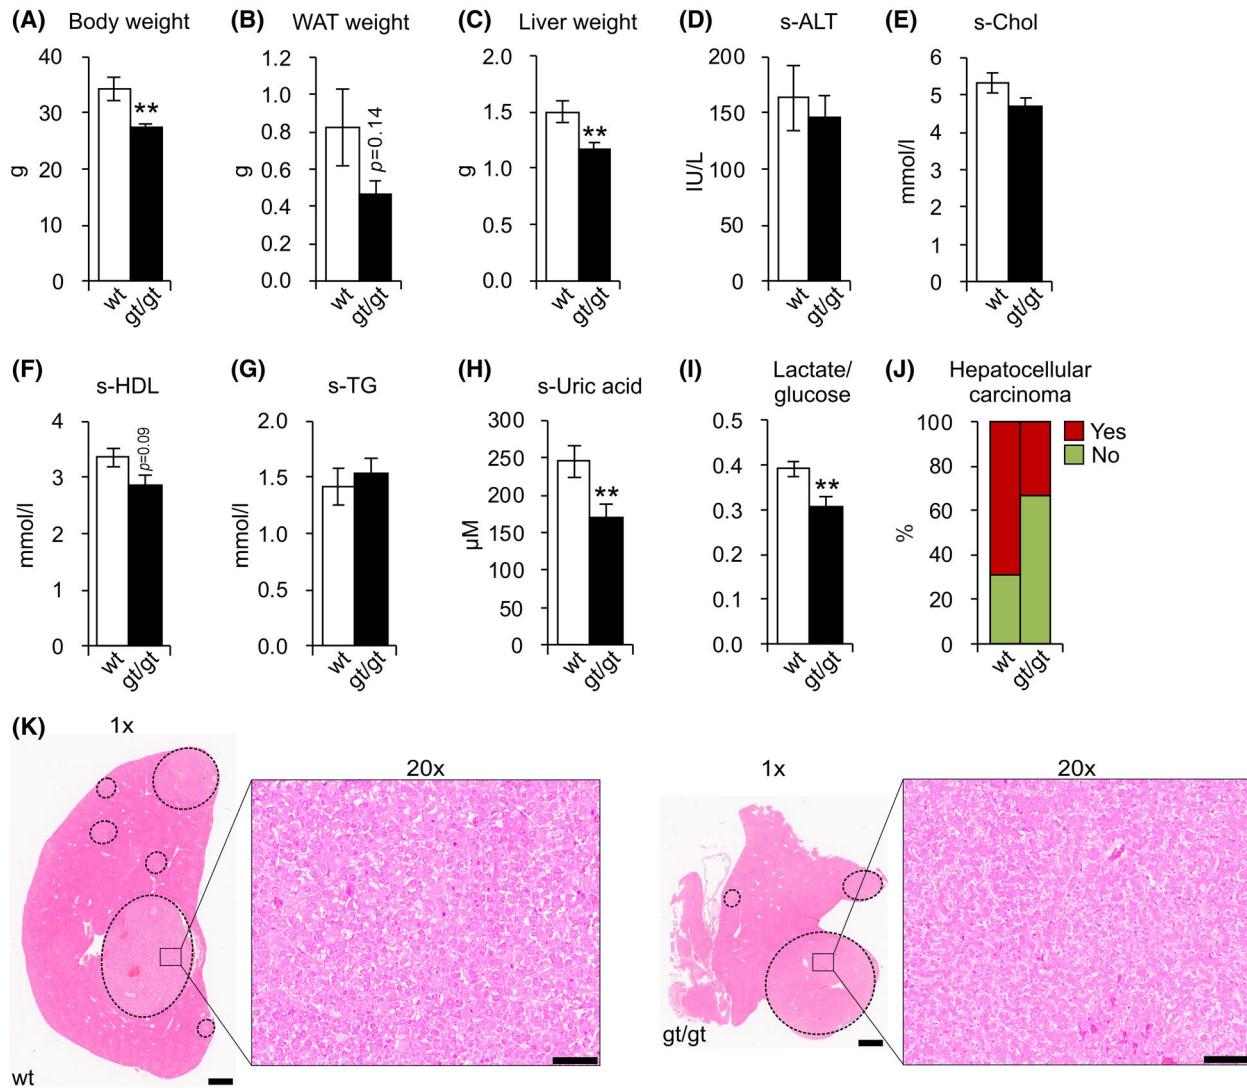 (A) Body weight
40
30
20
10
0
g
**
wt
gt/gt
(B) WAT weight
1.2
1.0
0.8
0.6
0.4
0.2
0.0
g
p=0.14
wt
gt/gt
(C) Liver weight
2.0
1.5
1.0
0.5
0.0
g
**
wt
gt/gt
(D) s-ALT
200
150
100
50
0
IU/L
wt
gt/gt
(E) s-Chol
6
5
4
3
2
1
0
mmol/l
wt
gt/gt
(F) s-HDL
4
3
2
1
0
mmol/l
p=0.09
wt
gt/gt
(G) s-TG
2.0
1.5
1.0
0.5
0.0
mmol/l
wt
gt/gt
(H) s-Uric acid
300
250
200
150
100
50
0
µM
**
wt
gt/gt
(I) Lactate/
glucose
0.5
0.4
0.3
0.2
0.1
0.0
**
wt
gt/gt
(J) Hepatocellular
carcinoma
100
80
60
40
20
0
%
Yes
No
wt
gt/gt
(K)
1x
20x
wt
1x
20x
gt/gt